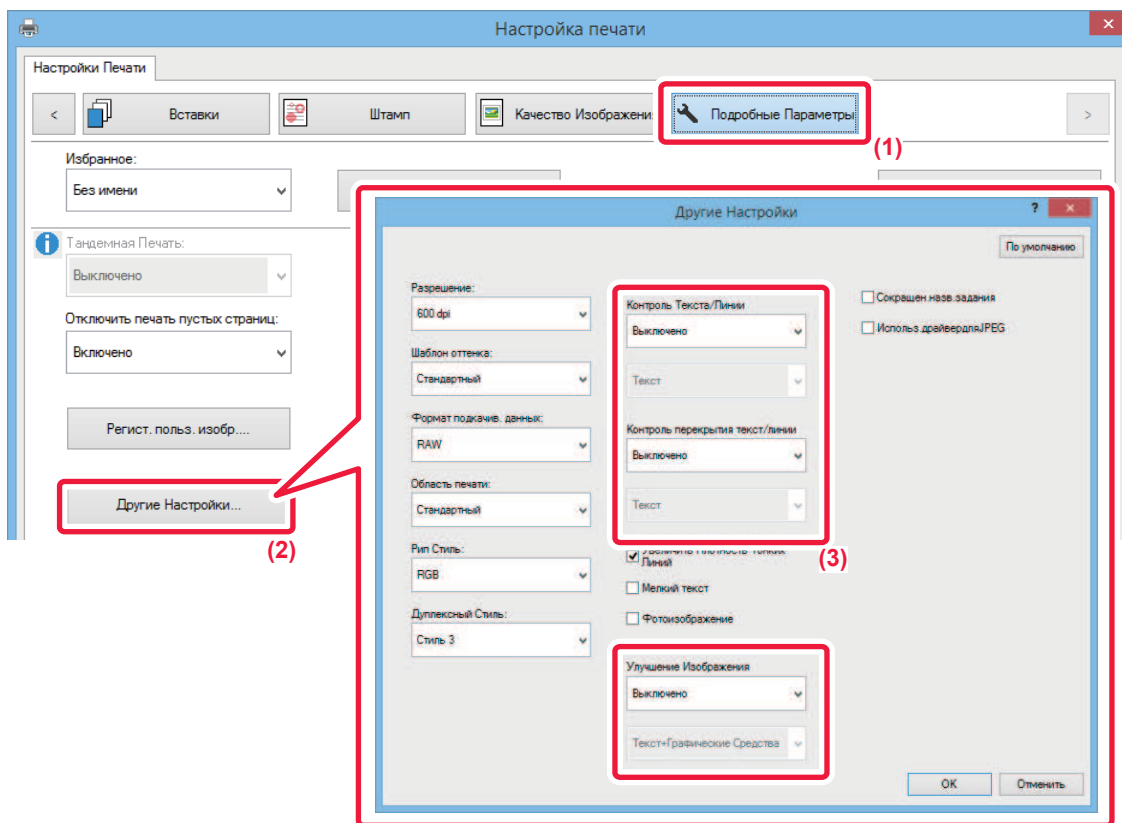 Настройка печати
Настройки Печати
<
Вставки
Штамп
Качество Изображени
Подробные Параметры
>
(1)
Избранное:
Без имени
Тандемная Печать:
Выключено
Отключить печать пустых страниц:
Включено
Регист. польз. изобр....
Другие Настройки...
(2)
Другие Настройки
?
По умолчанию
Разрешение:
600 dpi
Шаблон оттенка:
Стандартный
Формат подкачив. данных:
RAW
Область печати:
Стандартный
Рип Стиль:
RGB
Дуплексный Стиль:
Стиль 3
Контроль Текста/Линии
Выключено
Текст
Контроль перекрытия текст/линии
Выключено
Текст
(3)
Увеличить Плотность Тонких
Линий
Мелкий текст
Фотоизображение
Улучшение Изображения
Выключено
Текст+Графические Средства
Сокращен.назв.задания
Использ.драйвердляJPEG
OK
Отменить